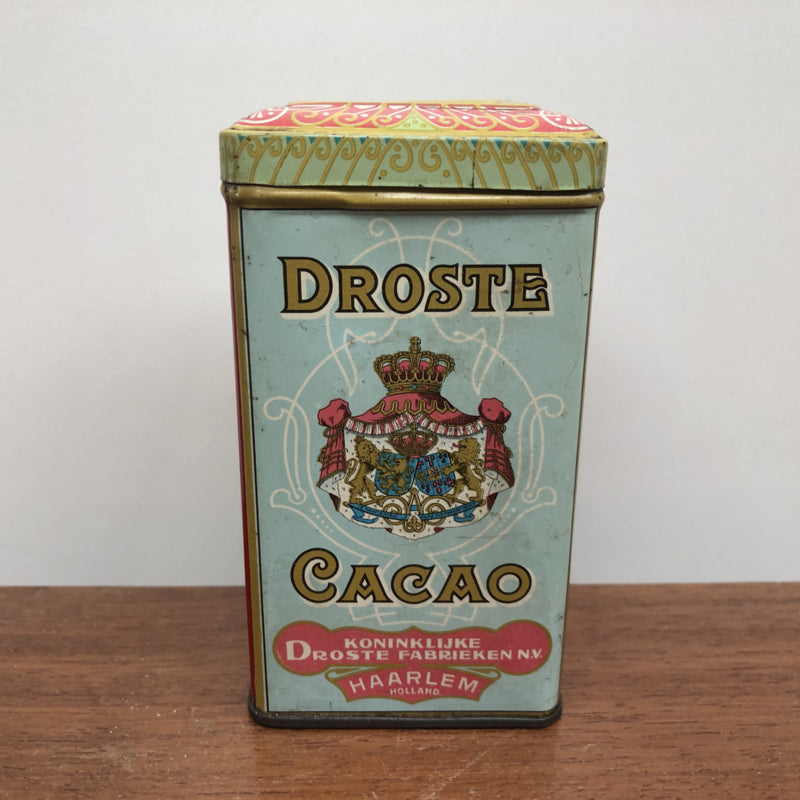 DROSTE
CACAO
KONINKLIJKE
DROSTE FABRIEKEN N.V.
HAARLEM
HOLLAND.